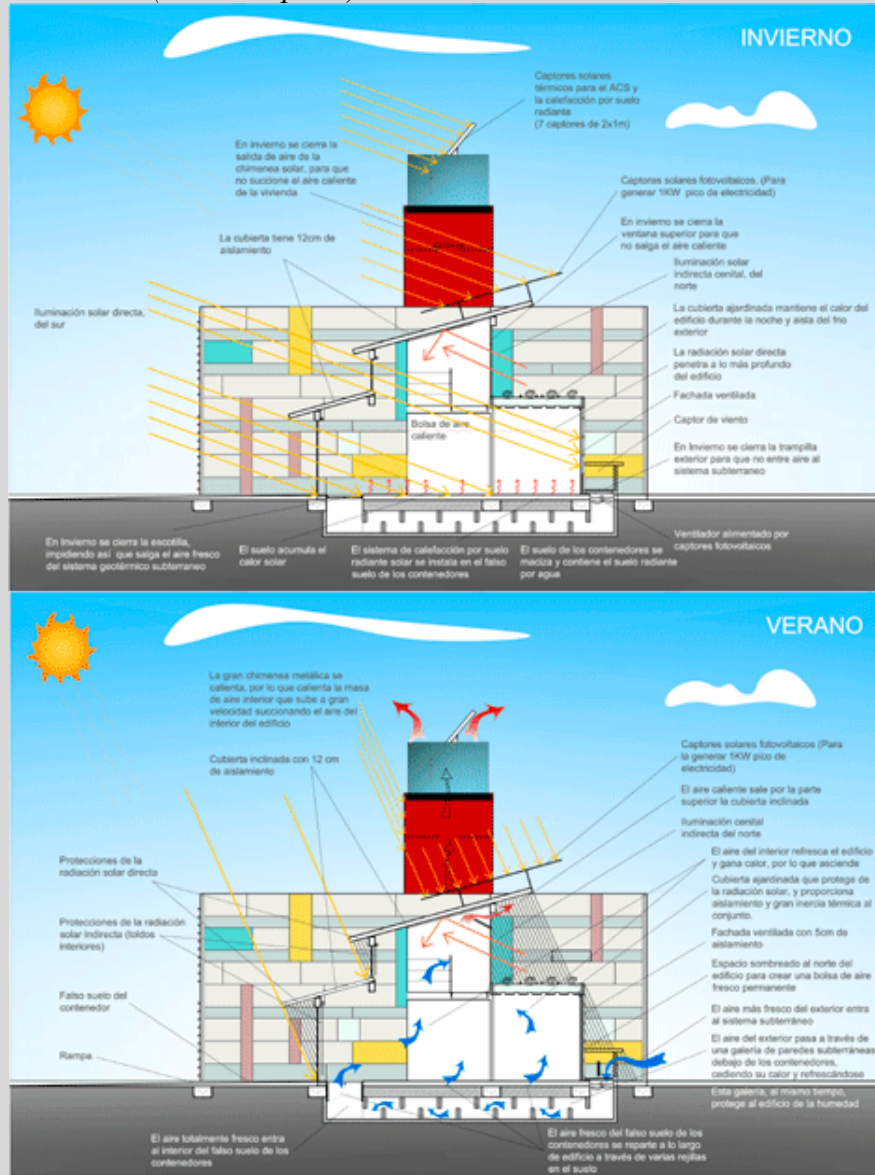 INVIERNO
Captores solares
térmicos para el ACS y
la calefacción por suelo
radiante
(7 captores de 2x1m)
En invierno se cierra la
salida de aire de la
chimenea solar, para que
no succione el aire caliente
de la vivienda
Captores solares fotovoltaicos. (Para
generar 1KW pico de electricidad)
La cubierta tiene 12cm de
aislamiento
En invierno se cierra la
ventana superior para que
no salga el aire caliente
Iluminación solar
indirecta cenital, del
norte
Iluminación solar directa,
del sur
La cubierta ajardinada mantiene el calor del
edificio durante la noche y aisla del frio
exterior
La radiación solar directa
penetra a lo más profundo
del edificio
Fachada ventilada
Captor de viento
Bolsa de aire
caliente
En Invierno se cierra la trampilla
exterior para que no entre aire al
sistema subterraneo
En Invierno se cierra la escotilla,
impidiendo así que salga el aire fresco
del sistema geotérmico subterraneo
El suelo acumula el
calor solar
El sistema de calefacción por suelo
radiante solar se instala en el falso
suelo de los contenedores
El suelo de los contenedores se
maciza y contiene el suelo radiante
por agua
Ventilador alimentado por
captores fotovoltaicos
VERANO
La gran chimensa metálica se
calienta, por lo que calienta la masa
de aire interior que sube a gran
velocidad succionando el aire del
interior del edificio
Cubierta inclinada con 12 cm
de aislamiento
Captores solares fotovoltaicos (Para
la generar 1KW pico de
electricidad)
El aire caliente sale por la parte
superior la cubierta inclinada
Iluminación cenital
indirecta del norte
Protecciones de la
radiación solar directa
El aire del interior refresca el edificio
y gana calor, por lo que asciende
Cubierta ajardinada que protege de
la radiación solar, y proporciona
aislamiento y gran inercia térmica al
conjunto.
Protecciones de la radiación
solar indirecta (toldos
interiores)
Fachada ventilada con 5cm de
aislamiento
Espacio sombreado al norte del
edificio para crear una bolsa de aire
fresco permanente
Falso suelo del
contenedor
El aire más fresco del exterior entra
al sistema subterráneo
Rampa
El aire del exterior pasa a través de
una galería de paredes subterráneas
debajo de los contenedores,
cediendo su calor y refrescándose
Esta galería, al mismo tiempo,
protege al edificio de la humedad
El aire totalmente fresco entra
al interior del falso suelo de los
contenedores
El aire fresco del falso suelo de los
contenedores se reparte a lo largo
de edificio a través de varias rejillas
en el suelo